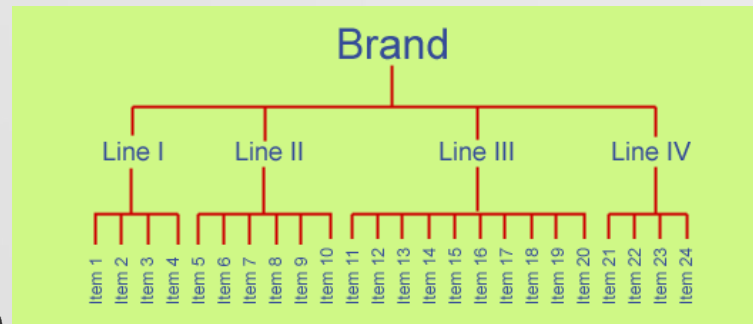 Brand
Line I Line II Line III Line IV
Item 1 Item 2 Item 3 Item 4 Item 5 Item 6 Item 7 Item 8 Item 9 Item 10 Item 11 Item 12 Item 13 Item 14 Item 15 Item 16 Item 17 Item 18 Item 19 Item 20 Item 21 Item 22 Item 23 Item 24